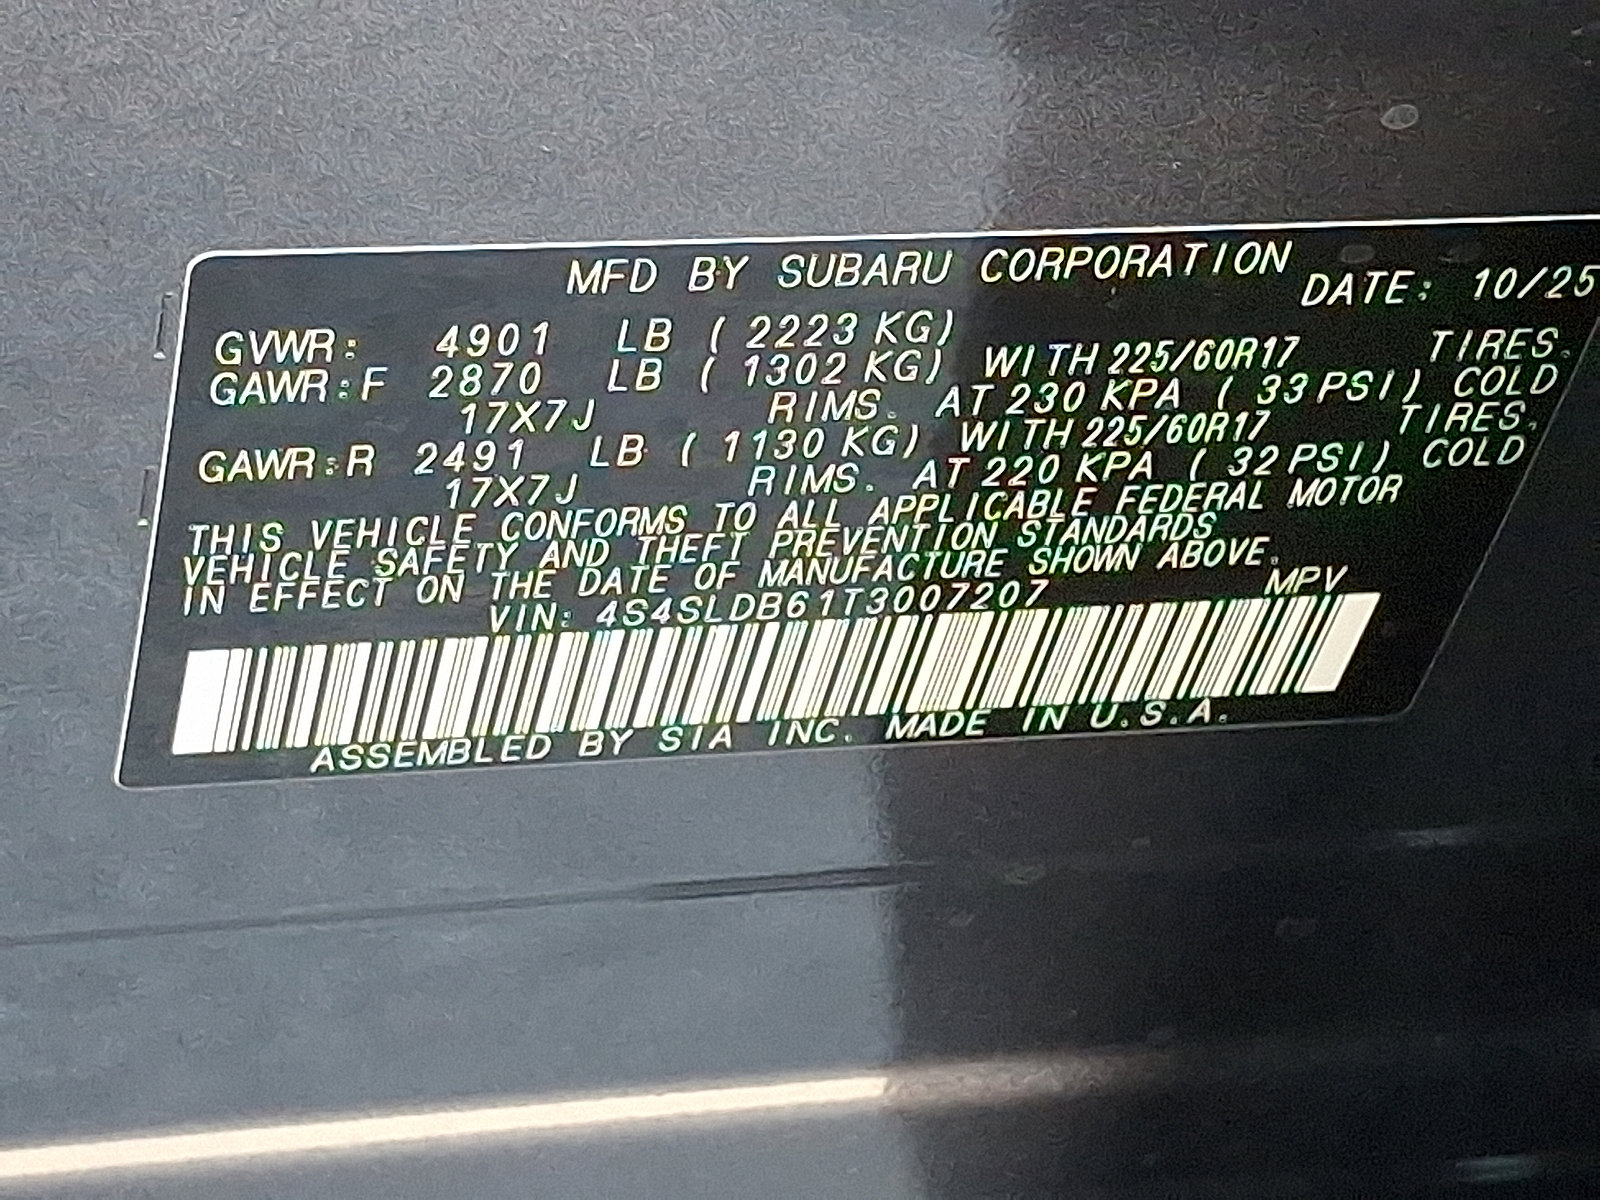 MFD BY SUBARU CORPORATION
DATE: 10/25
GVWR: 4901 LB ( 2223 KG)
GAWR:F 2870 LB ( 1302 KG) WITH 225/60R17 TIRES.
17X7J RIMS. AT 230 KPA ( 33 PSI) COLD
GAWR:R 2491 LB ( 1130 KG) WITH 225/60R17 TIRES.
17X7J RIMS. AT 220 KPA ( 32 PSI) COLD
THIS VEHICLE CONFORMS TO ALL APPLICABLE FEDERAL MOTOR
VEHICLE SAFETY AND THEFT PREVENTION STANDARDS
IN EFFECT ON THE DATE OF MANUFACTURE SHOWN ABOVE.
VIN: 4S4SLDB61T3007207 MPV
ASSEMBLED BY SIA INC. MADE IN U.S.A.